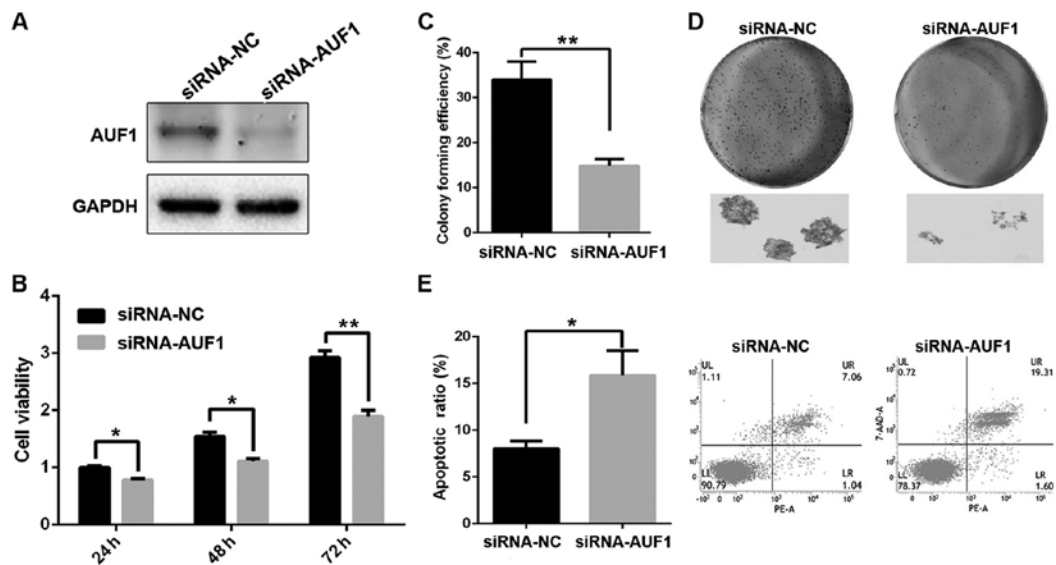 A
siRNA-NC
siRNA-AUF1
AUF1
GAPDH
B
siRNA-NC
siRNA-AUF1
Cell viability
4
3
2
1
0
*
*
**
24 h
48 h
72 h
C
Colony forming efficiency (%)
40
30
20
10
0
**
siRNA-NC
siRNA-AUF1
D
siRNA-NC
siRNA-AUF1
E
Apoptotic ratio (%)
20
15
10
5
0
*
siRNA-NC
siRNA-AUF1
siRNA-NC
UL
1.11
UR
7.06
LL
90.79
LR
1.04
PE-A
siRNA-AUF1
UL
0.72
UR
19.31
7-AAD-A
LL
78.37
LR
1.60
PE-A